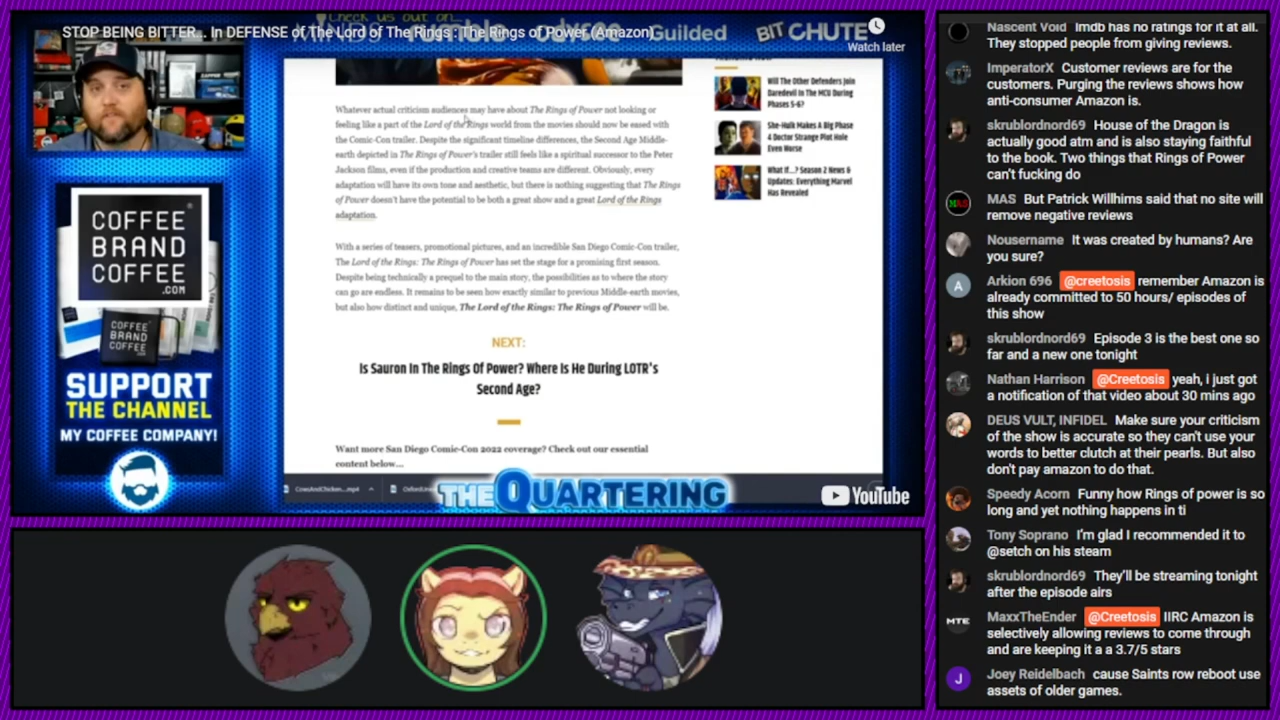 Check us out on...
MINDS rumble odysee Guilded BIT CHUTE
STOP BEING BITTER... In DEFENSE of The Lord of The Rings : The Rings of Power (Amazon)
Watch later
COFFEE
BRAND
COFFEE
.COM
COFFEE
BRAND
COFFEE
SUPPORT
THE CHANNEL
MY COFFEE COMPANY!
Whatever actual criticism audiences may have about The Rings of Power not looking or
feeling like a part of the Lord of the Rings world from the movies should now be eased with
the Comic-Con trailer. Despite the significant timeline differences, the Second Age Middle-
earth depicted in The Rings of Power's trailer still feels like a spiritual successor to the Peter
Jackson films, even if the production and creative teams are different. Obviously, every
adaptation will have its own tone and aesthetic, but there is nothing suggesting that The Rings
of Power doesn't have the potential to be both a great show and a great Lord of the Rings
adaptation.
With a series of teasers, promotional pictures, and an incredible San Diego Comic-Con trailer,
The Lord of the Rings: The Rings of Power has set the stage for a promising first season.
Despite being technically a prequel to the main story, the possibilities as to where the story
can go are endless. It remains to be seen how exactly similar to previous Middle-earth movies,
but also how distinct and unique, The Lord of the Rings: The Rings of Power will be.
NEXT:
Is Sauron In The Rings Of Power? Where Is He During LOTR's
Second Age?
Want more San Diego Comic-Con 2022 coverage? Check out our essential
content below...
Will The Other Defenders Join
Daredevil In The MCU During
Phases 5-6?
She-Hulk Makes A Big Phase
4 Doctor Strange Plot Hole
Even Worse
What If...? Season 2 News &
Updates: Everything Marvel
Has Revealed
CowsAndChicken....mp4
THEQUARTERING
YouTube
Nascent Void Imdb has no ratings for it at all.
They stopped people from giving reviews.
ImperatorX Customer reviews are for the
customers. Purging the reviews shows how
anti-consumer Amazon is.
skrublordnord69 House of the Dragon is
actually good atm and is also staying faithful
to the book. Two things that Rings of Power
can't fucking do
MAS
MAS But Patrick Willhims said that no site will
remove negative reviews
Nousername It was created by humans? Are
you sure?
A
Arkion 696 @creetosis remember Amazon is
already committed to 50 hours/ episodes of
this show
skrublordnord69 Episode 3 is the best one so
far and a new one tonight
Nathan Harrison @Creetosis yeah, i just got
a notification of that video about 30 mins ago
DEUS VULT, INFIDEL Make sure your criticism
of the show is accurate so they can't use your
words to better clutch at their pearls. But also
don't pay amazon to do that.
Speedy Acorn Funny how Rings of power is so
long and yet nothing happens in ti
Tony Soprano I'm glad I recommended it to
@setch on his steam
skrublordnord69 They'll be streaming tonight
after the episode airs
MTE
MaxxTheEnder @Creetosis IIRC Amazon is
selectively allowing reviews to come through
and are keeping it a a 3.7/5 stars
J
Joey Reidelbach cause Saints row reboot use
assets of older games.